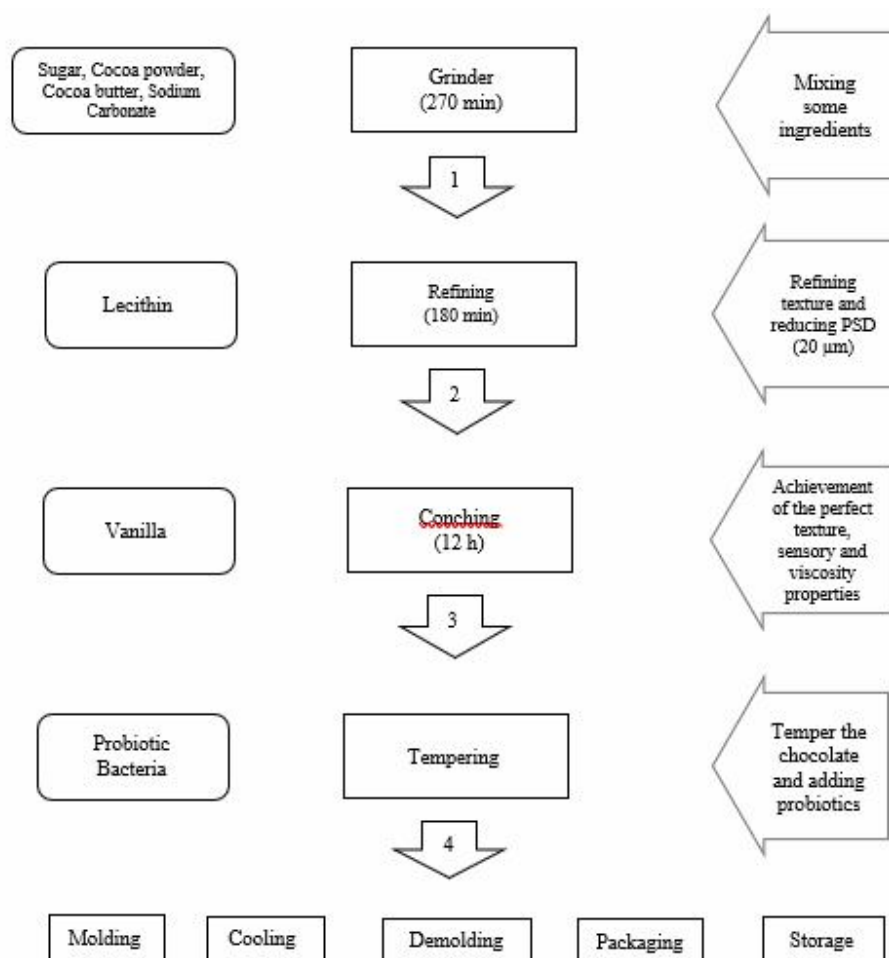 Sugar, Cocoa powder,
Cocoa butter, Sodium
Carbonate
Grinder
(270 min)
Mixing
some
ingredients
1
Lecithin
Refining
(180 min)
Refining
texture and
reducing PSD
(20 µm)
2
Vanilla
Conching
(12 h)
Achievement
of the perfect
texture,
sensory and
viscosity
properties
3
Probiotic
Bacteria
Tempering
Temper the
chocolate
and adding
probiotics
4
Molding
Cooling
Demolding
Packaging
Storage